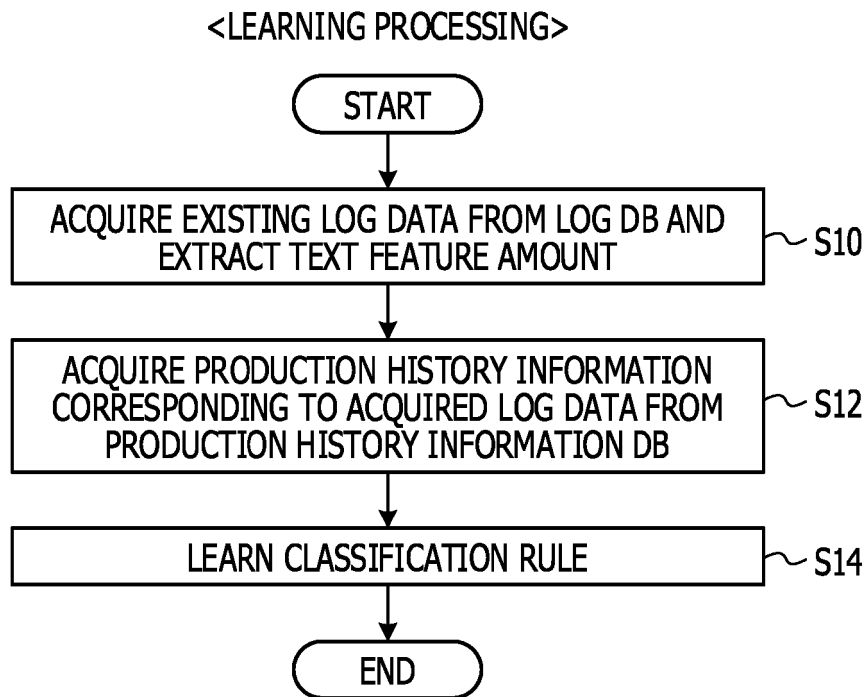 <LEARNING PROCESSING>
START
ACQUIRE EXISTING LOG DATA FROM LOG DB AND
EXTRACT TEXT FEATURE AMOUNT
S10
ACQUIRE PRODUCTION HISTORY INFORMATION
CORRESPONDING TO ACQUIRED LOG DATA FROM
PRODUCTION HISTORY INFORMATION DB
S12
LEARN CLASSIFICATION RULE
S14
END